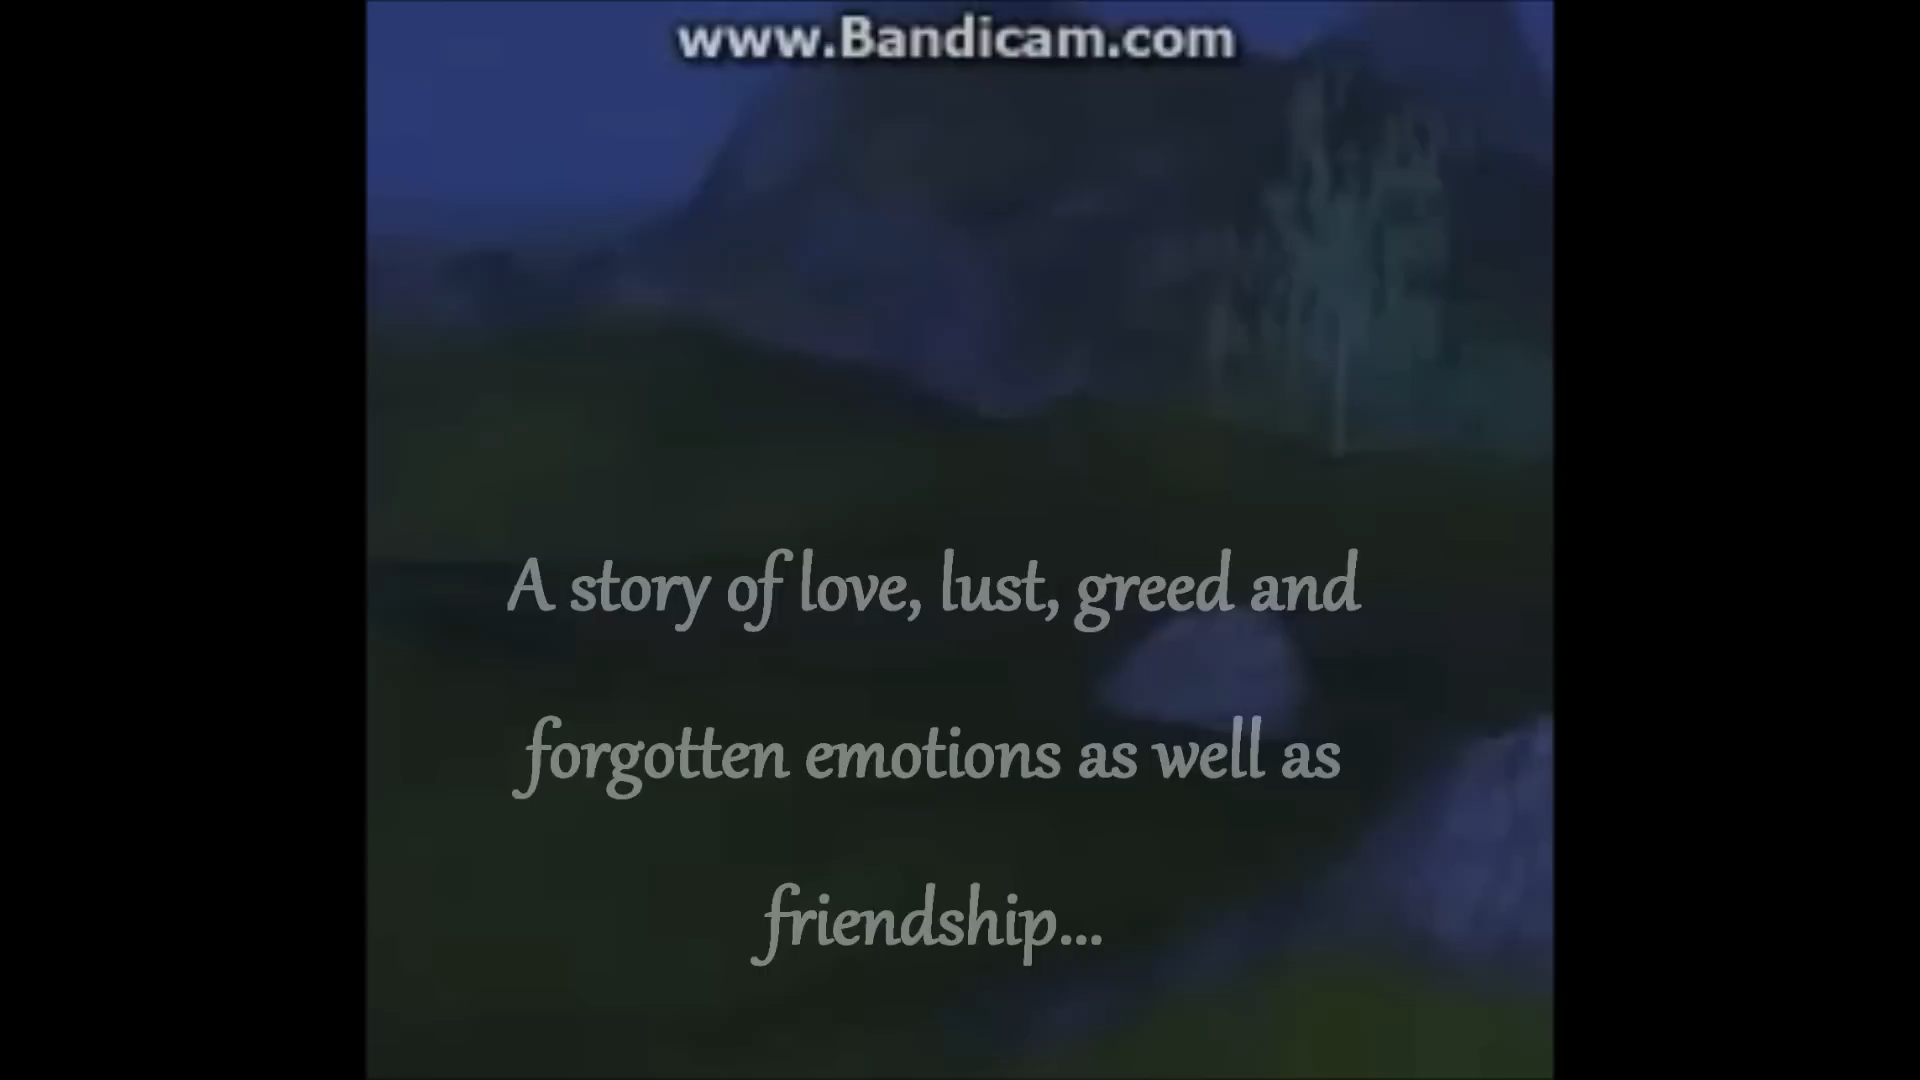 www.Bandicam.com
A story of love, lust, greed and
forgotten emotions as well as
friendship...